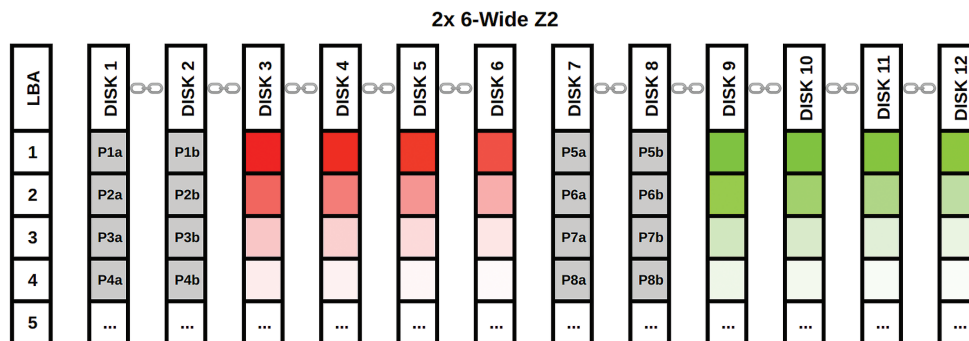 2x 6-Wide Z2
LBA DISK 1 DISK 2 DISK 3 DISK 4 DISK 5 DISK 6 DISK 7 DISK 8 DISK 9 DISK 10 DISK 11 DISK 12
1 P1a P1b P5a P5b
2 P2a P2b P6a P6b
3 P3a P3b P7a P7b
4 P4a P4b P8a P8b
5 ... ... ... ... ... ... ... ... ... ... ... ...